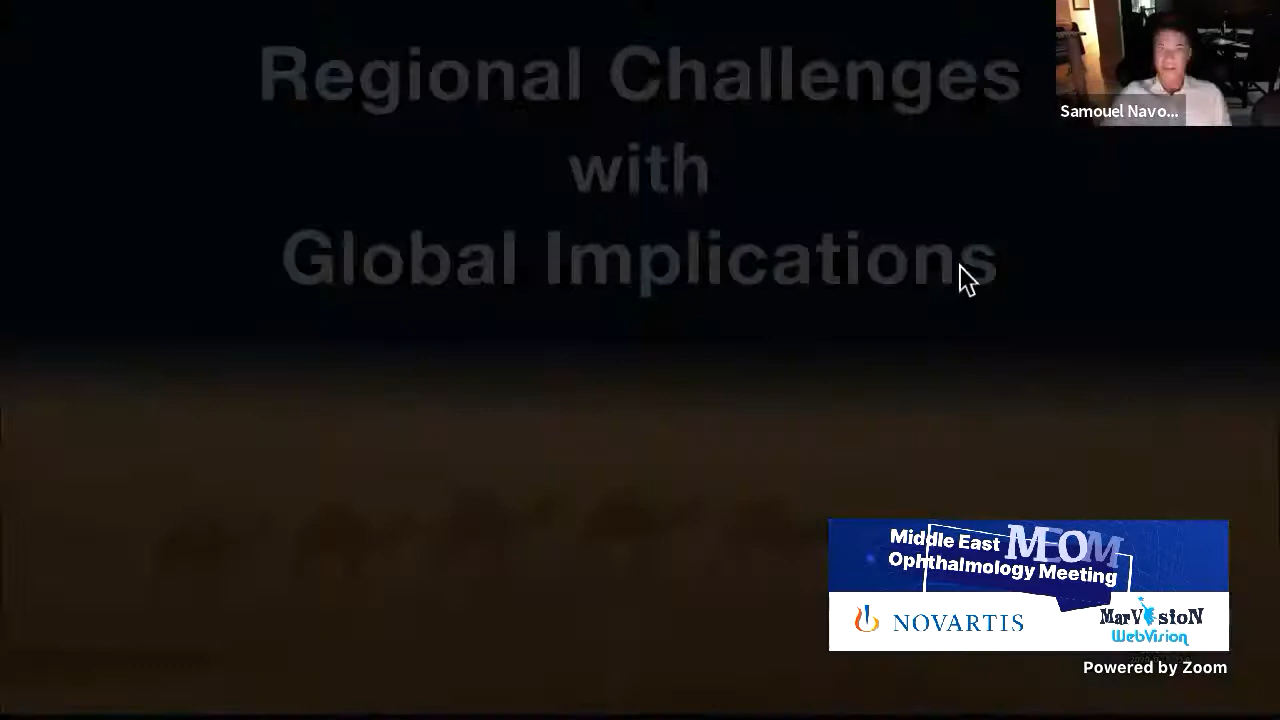 Regional Challenges
with
Global Implications
Samouel Navo...
Middle East MEOM
Ophthalmology Meeting
NOVARTIS
MarVisioN
WebVision
Powered by Zoom